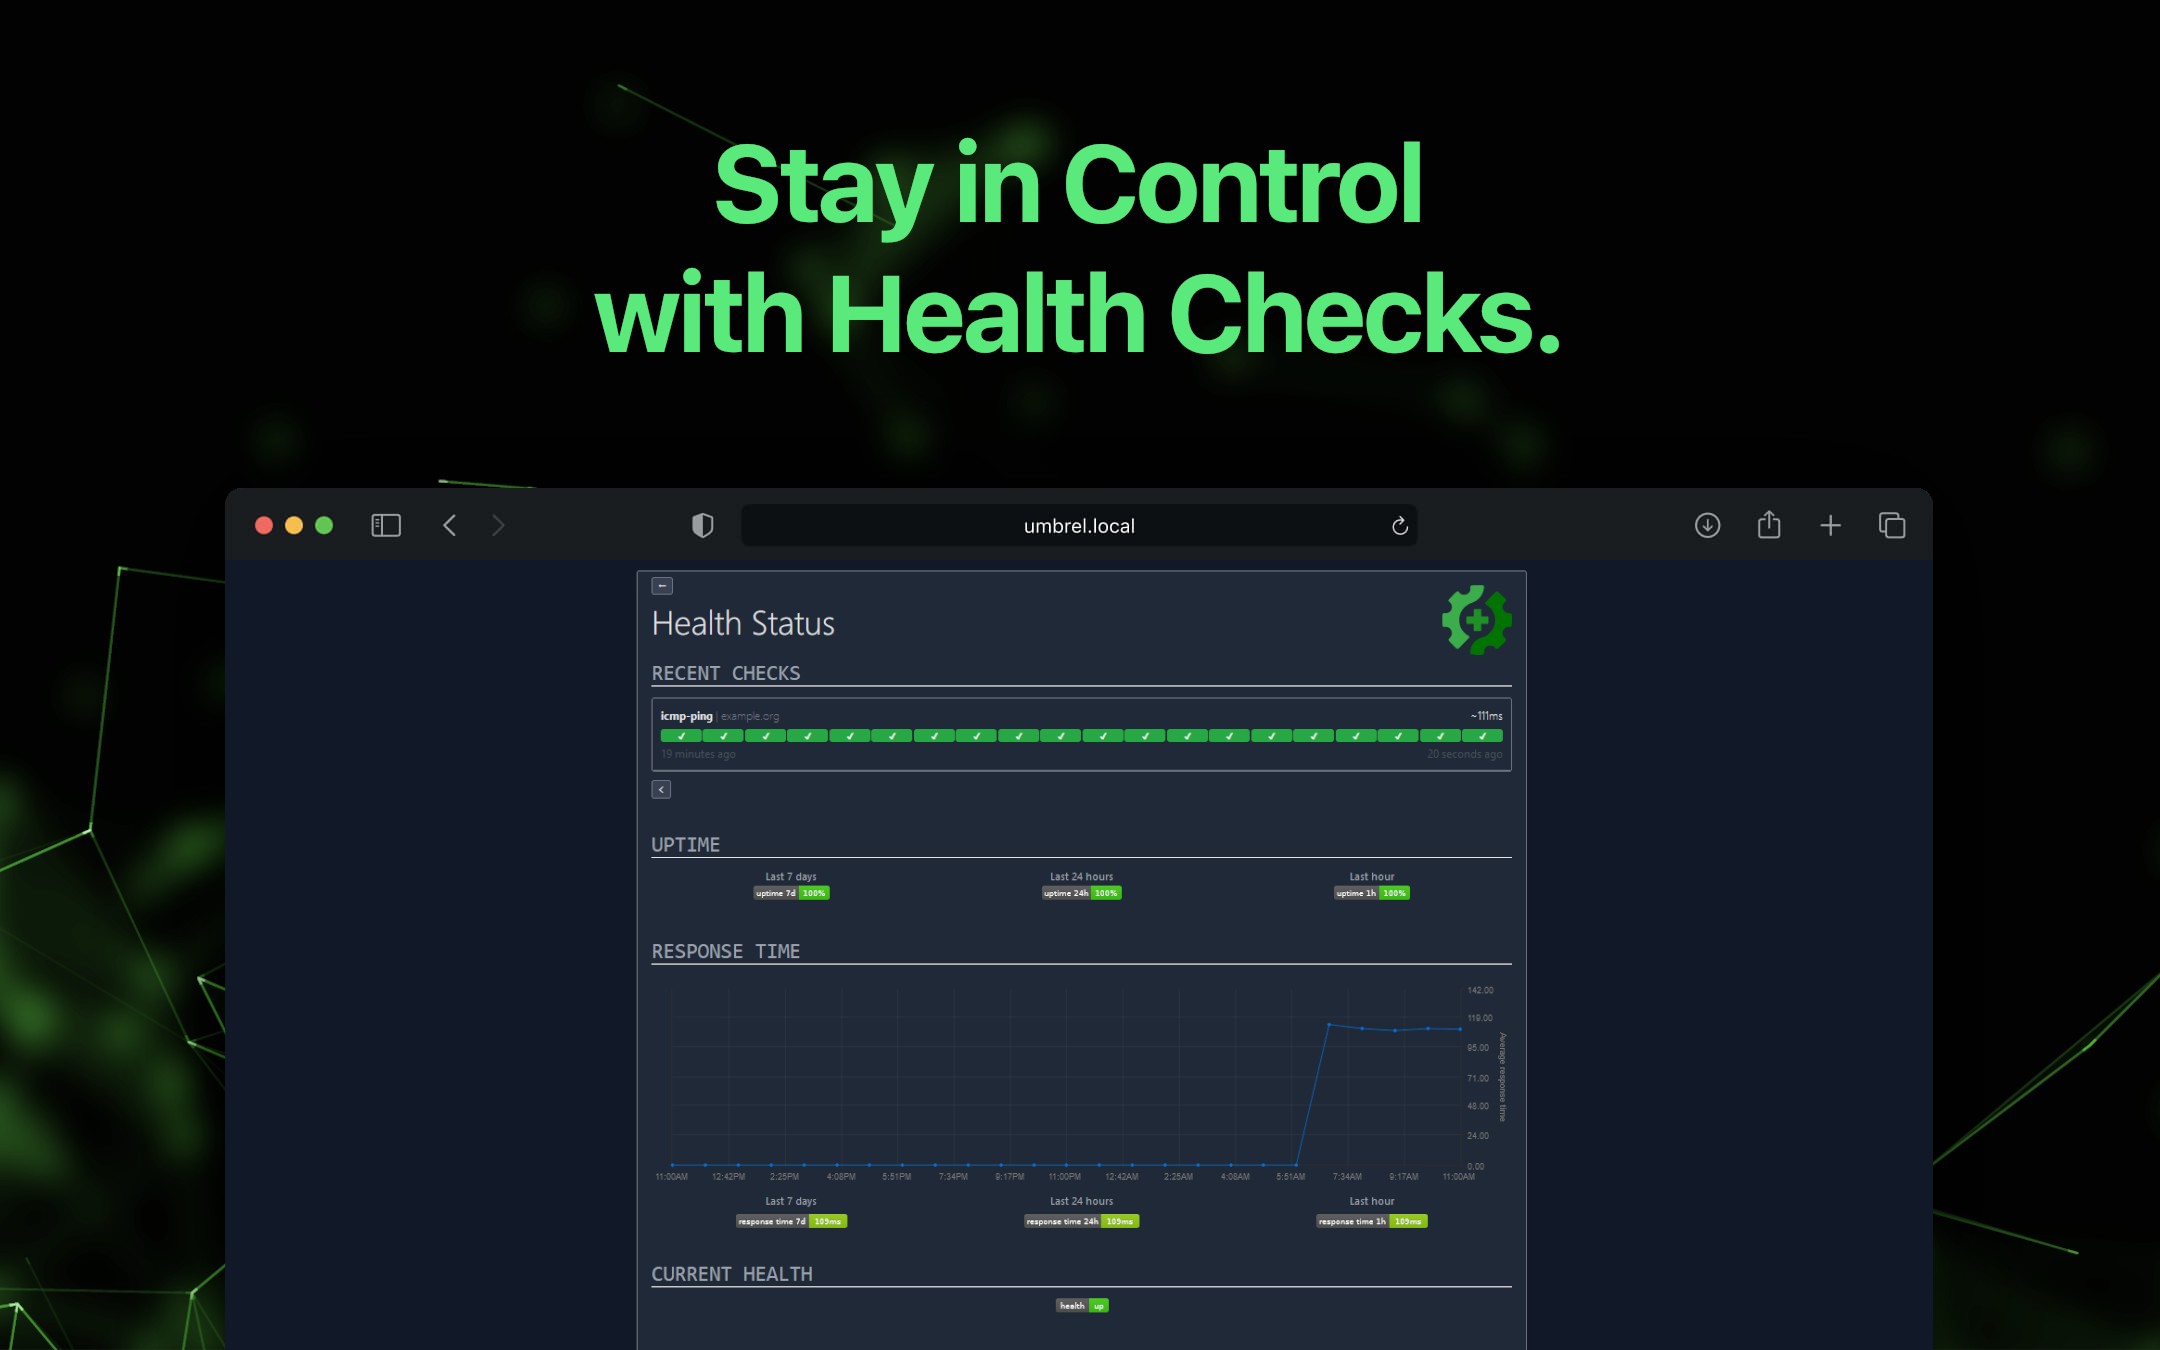 Stay in Control
with Health Checks.
umbrel.local
Health Status
RECENT CHECKS
icmp-ping | example.org ~111ms
19 minutes ago 20 seconds ago
UPTIME
Last 7 days Last 24 hours Last hour
uptime 7d 100% uptime 24h 100% uptime 1h 100%
RESPONSE TIME
142.00
119.00
95.00
71.00
48.00
24.00
0.00
Average response time
11:00AM 12:42PM 2:25PM 4:08PM 5:51PM 7:34PM 9:17PM 11:00PM 12:42AM 2:25AM 4:08AM 5:51AM 7:34AM 9:17AM 11:00AM
Last 7 days Last 24 hours Last hour
response time 7d 109ms response time 24h 109ms response time 1h 109ms
CURRENT HEALTH
health up